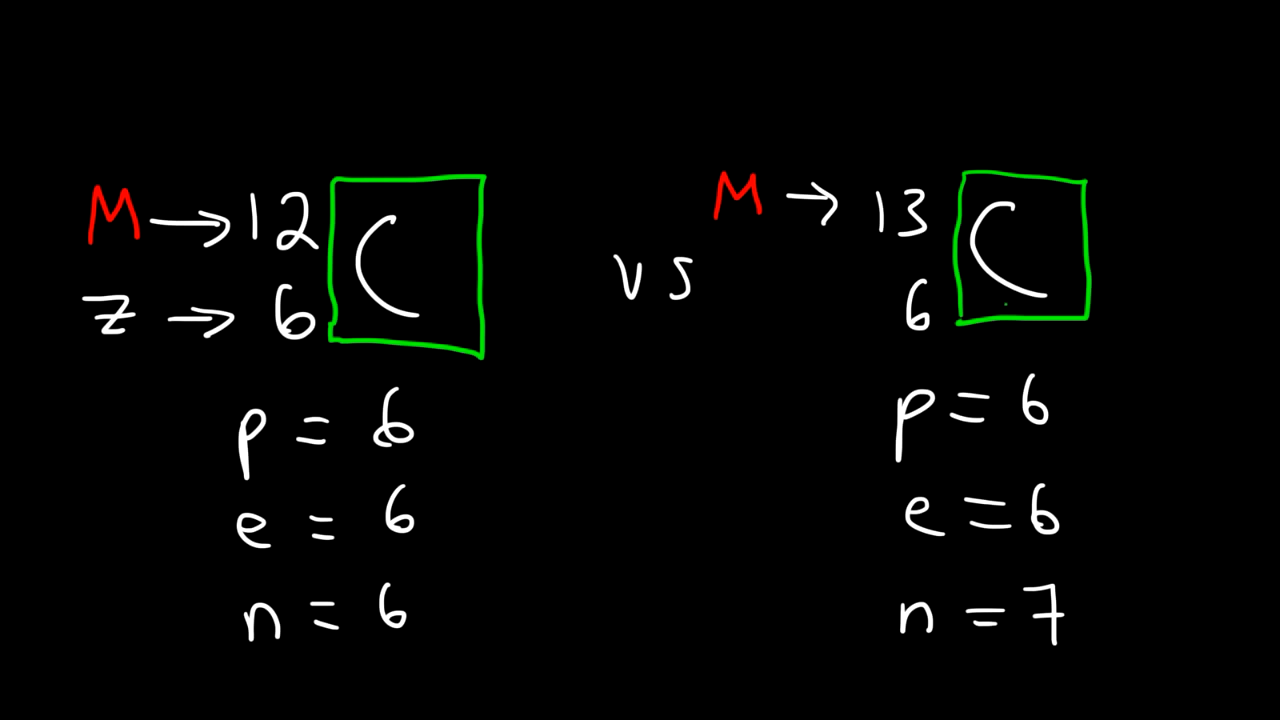 M → 12 C
Z → 6
p = 6
e = 6
n = 6
vs
M → 13 C
6
p = 6
e = 6
n = 7